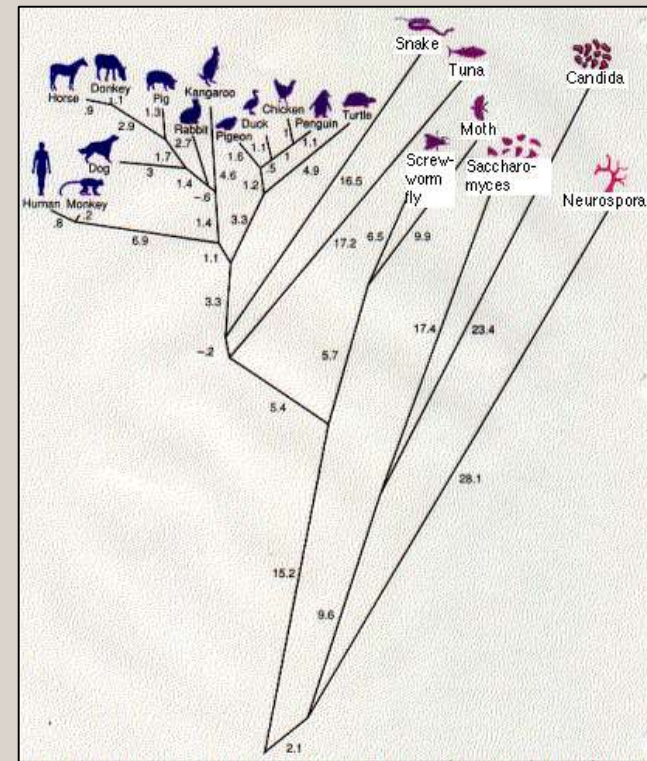 Snake
Tuna
Candida
Horse
Donkey
Pig
Kangaroo
Rabbit
Pigeon
Duck
Chicken
Penguin
Turtle
Moth
Screw-
worm
fly
Saccharo-
myces
Neurospora
Dog
Human
Monkey
.9
1.1
1.3
2.9
2.7
1.6
1.1
1
1.1
.5
1
4.9
1.7
3
1.4
-.6
4.6
1.2
16.5
.8
.2
6.9
1.4
3.3
1.1
17.2
6.5
9.9
3.3
-.2
5.7
17.4
23.4
5.4
28.1
15.2
9.6
2.1